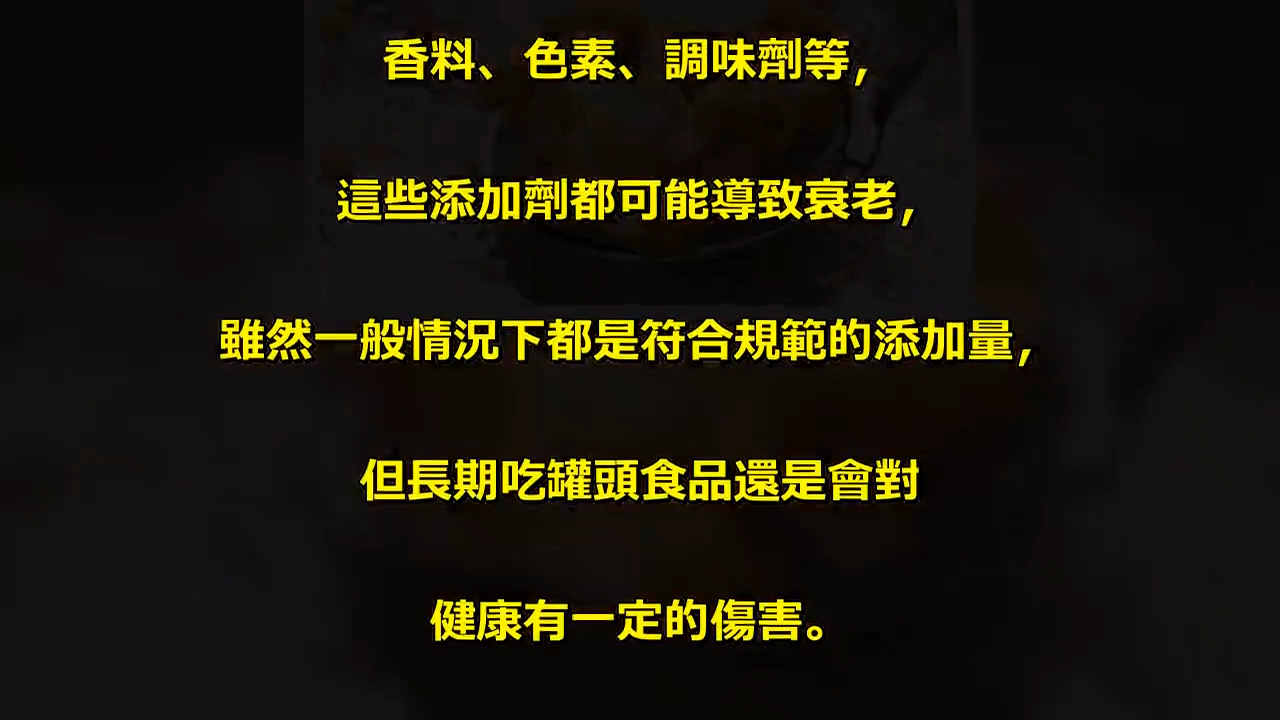 香料、色素、調味劑等，
這些添加劑都可能導致衰老，
雖然一般情況下都是符合規範的添加量，
但長期吃罐頭食品還是會對
健康有一定的傷害。